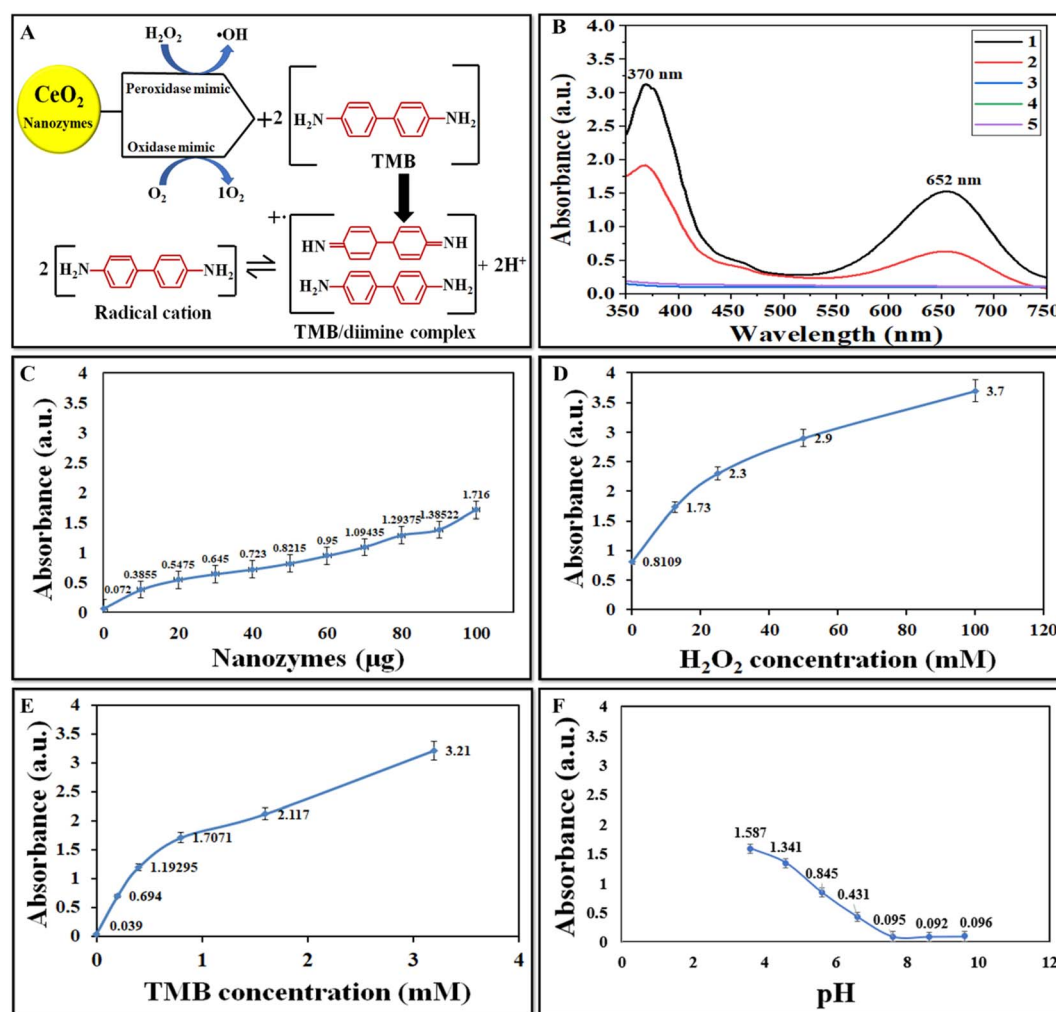 A
H₂O₂ •OH
CeO₂
Nanozymes
Peroxidase mimic
Oxidase mimic
O₂ 1O₂
+2
H₂N NH₂
TMB
+•
HN NH
H₂N NH₂
+ 2H⁺
TMB/diimine complex
2
H₂N NH₂
⇌
Radical cation
B
Absorbance (a.u.)
4.0
3.5
3.0
2.5
2.0
1.5
1.0
0.5
0.0
370 nm
652 nm
1
2
3
4
5
350 400 450 500 550 600 650 700 750
Wavelength (nm)
C
Absorbance (a.u.)
4
3.5
3
2.5
2
1.5
1
0.5
0
0.072
0.3855
0.5475
0.645
0.723
0.8215
0.95
1.09435
1.29375
1.38522
1.716
0 20 40 60 80 100
Nanozymes (µg)
D
Absorbance (a.u.)
4
3.5
3
2.5
2
1.5
1
0.5
0
0.8109
1.73
2.3
2.9
3.7
0 20 40 60 80 100 120
H₂O₂ concentration (mM)
E
Absorbance (a.u.)
4
3.5
3
2.5
2
1.5
1
0.5
0
0.039
0.694
1.19295
1.7071
2.117
3.21
0 1 2 3 4
TMB concentration (mM)
F
Absorbance (a.u.)
4
3.5
3
2.5
2
1.5
1
0.5
0
1.587
1.341
0.845
0.431
0.095
0.092
0.096
0 2 4 6 8 10 12
pH